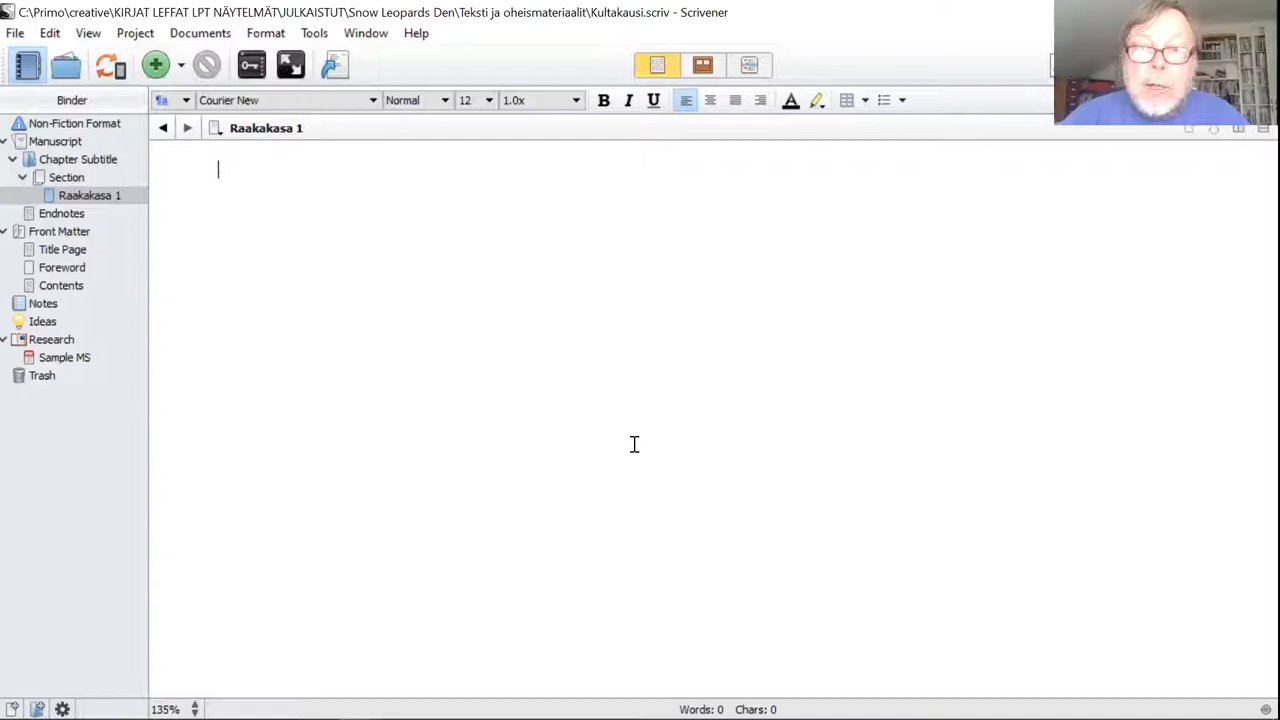 C:\Primo\creative\KIRJAT LEFFAT LPT NÄYTELMÄT\JULKAISTUT\Snow Leopards Den\Teksti ja oheismateriaalit\Kultakausi.scriv - Scrivener
File Edit View Project Documents Format Tools Window Help
Binder
Courier New Normal 12 1.0x B I U A
Raakakasa 1
Non-Fiction Format
Manuscript
Chapter Subtitle
Section
Raakakasa 1
Endnotes
Front Matter
Title Page
Foreword
Contents
Notes
Ideas
Research
Sample MS
Trash
135% Words: 0 Chars: 0